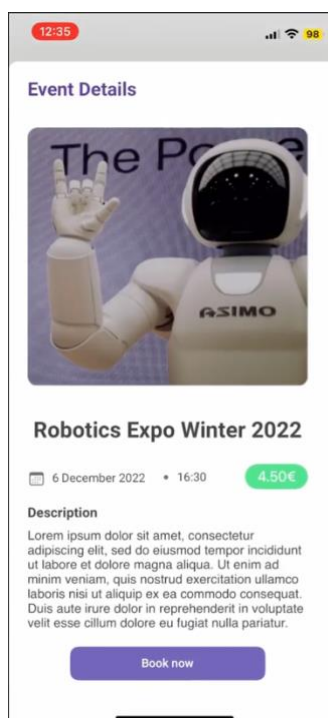 12:35
98
Event Details
The Po
e
ASIMO
Robotics Expo Winter 2022
6 December 2022 • 16:30 4.50€
Description
Lorem ipsum dolor sit amet, consectetur
adipiscing elit, sed do eiusmod tempor incididunt
ut labore et dolore magna aliqua. Ut enim ad
minim veniam, quis nostrud exercitation ullamco
laboris nisi ut aliquip ex ea commodo consequat.
Duis aute irure dolor in reprehenderit in voluptate
velit esse cillum dolore eu fugiat nulla pariatur.
Book now